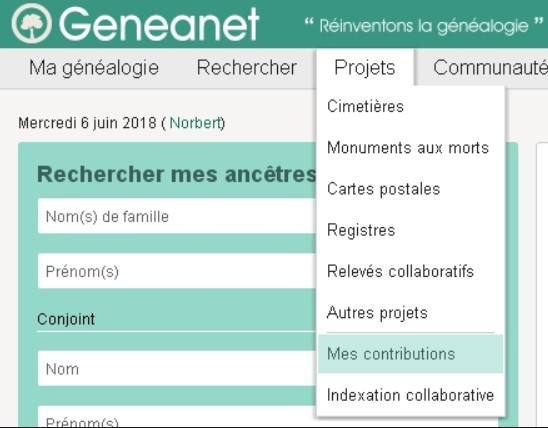 Geneanet “ Réinventons la généalogie ”
Ma généalogie Rechercher Projets Communauté
Mercredi 6 juin 2018 ( Norbert)
Rechercher mes ancêtres
Nom(s) de famille
Prénom(s)
Conjoint
Nom
Prénom(s)
Cimetières
Monuments aux morts
Cartes postales
Registres
Relevés collaboratifs
Autres projets
Mes contributions
Indexation collaborative